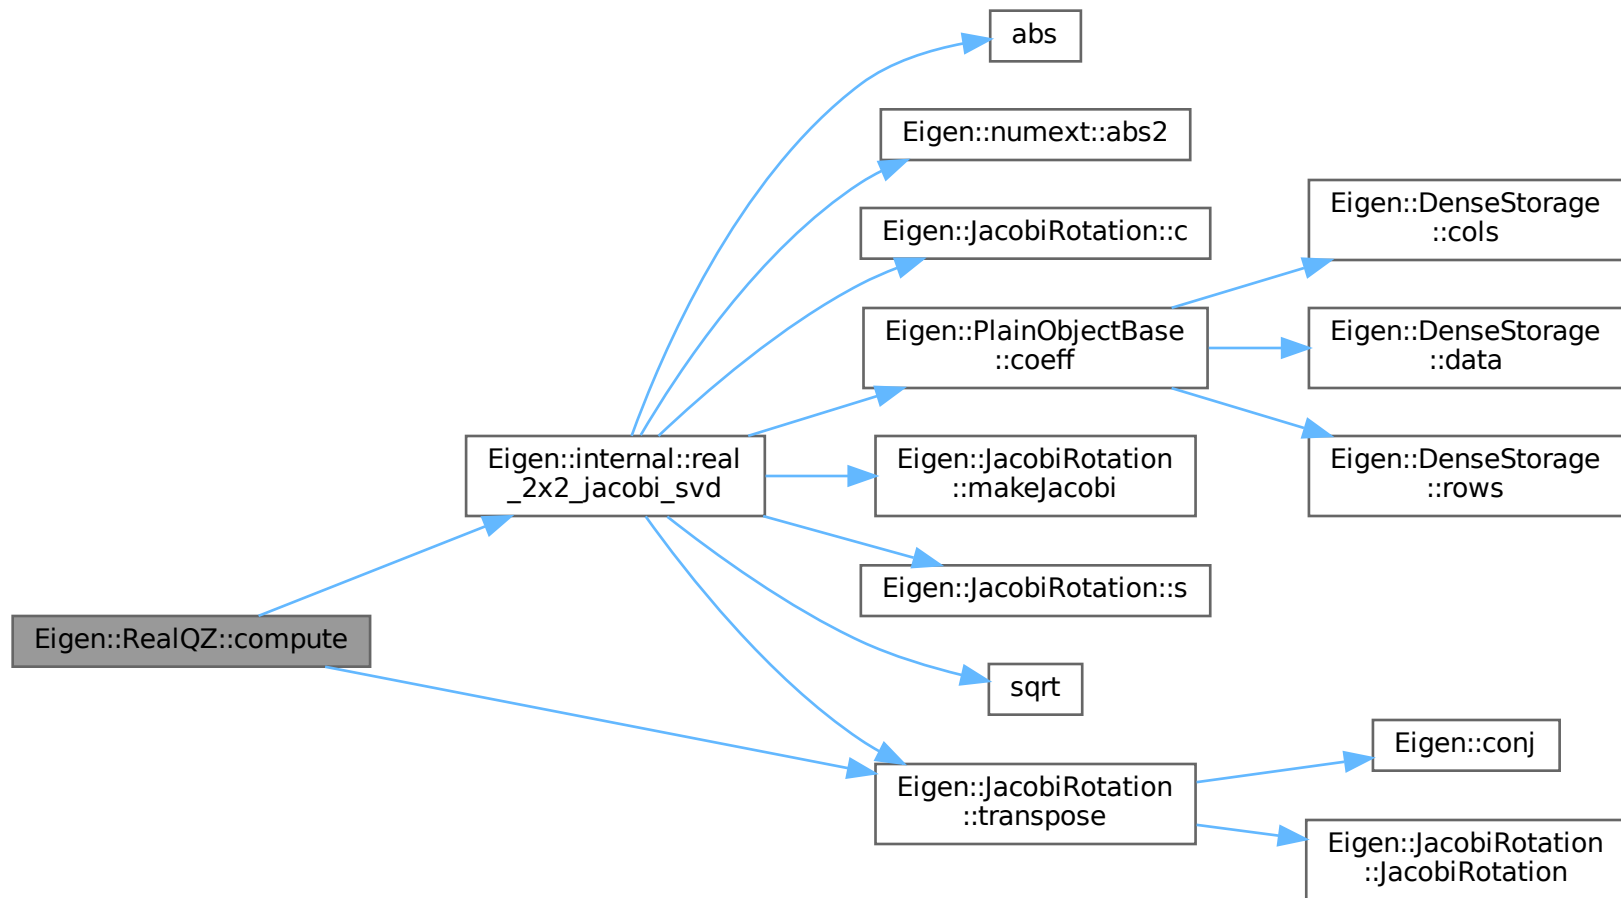 abs
Eigen::numext::abs2
Eigen::JacobiRotation::c
Eigen::PlainObjectBase
::coeff
Eigen::DenseStorage
::cols
Eigen::DenseStorage
::data
Eigen::DenseStorage
::rows
Eigen::internal::real
_2x2_jacobi_svd
Eigen::JacobiRotation
::makeJacobi
Eigen::JacobiRotation::s
Eigen::RealQZ::compute
sqrt
Eigen::JacobiRotation
::transpose
Eigen::conj
Eigen::JacobiRotation
::JacobiRotation